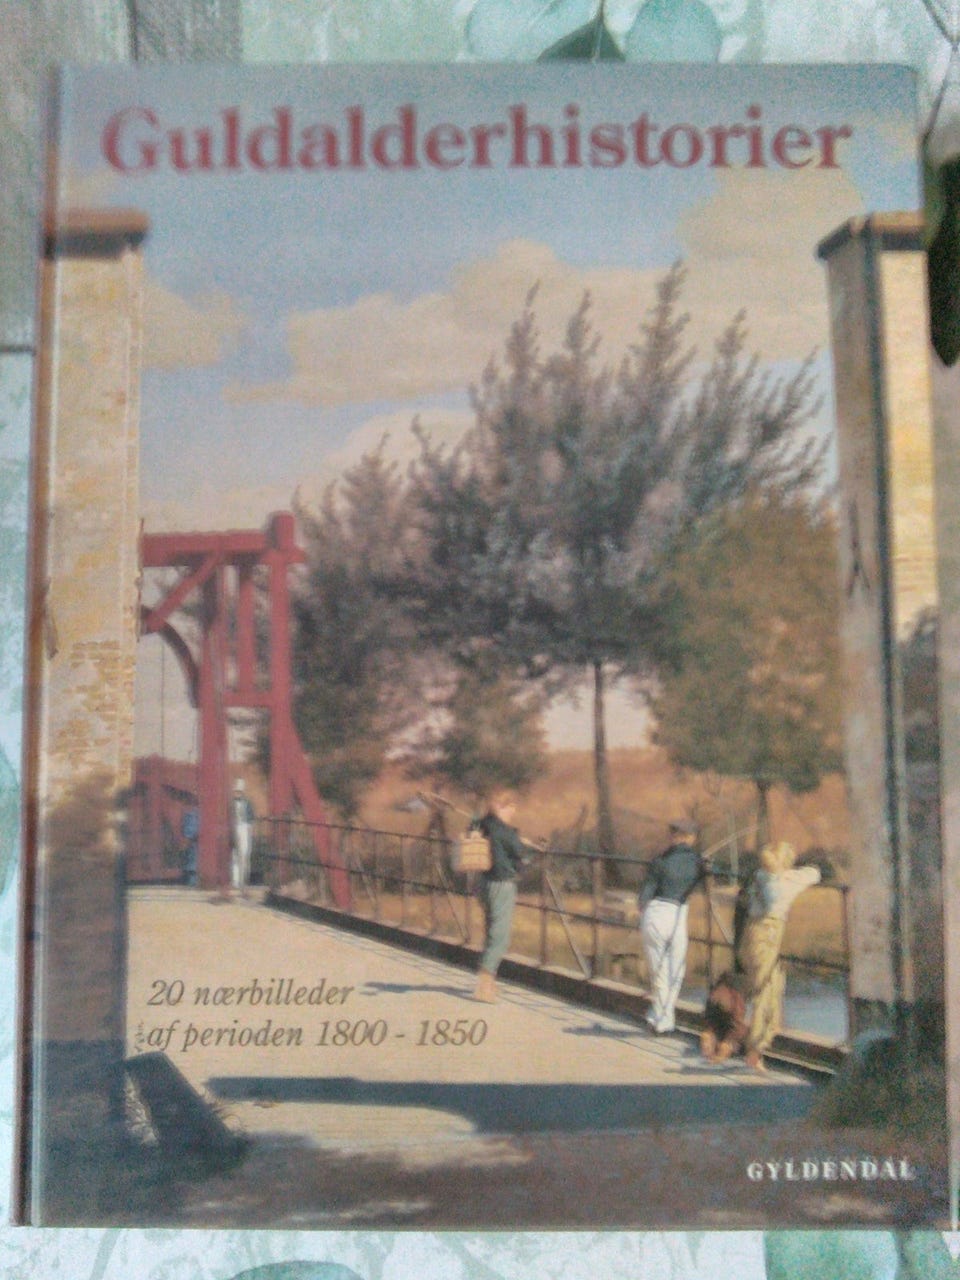 Guldalderhistorier
20 nærbilleder
af perioden 1800 - 1850
GYLDENDAL